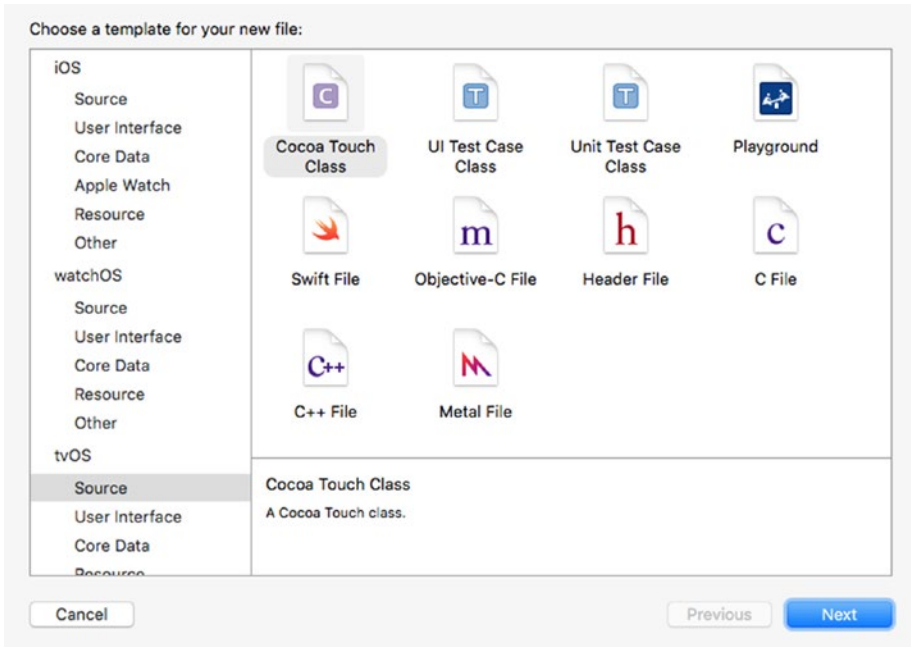 Choose a template for your new file:
iOS
Source
User Interface
Core Data
Apple Watch
Resource
Other
watchOS
Source
User Interface
Core Data
Resource
Other
tvOS
Source
User Interface
Core Data
Resource
C
Cocoa Touch
Class
T
UI Test Case
Class
T
Unit Test Case
Class
Playground
Swift File
m
Objective-C File
h
Header File
c
C File
C++
C++ File
Metal File
Cocoa Touch Class
A Cocoa Touch class.
Cancel
Previous
Next